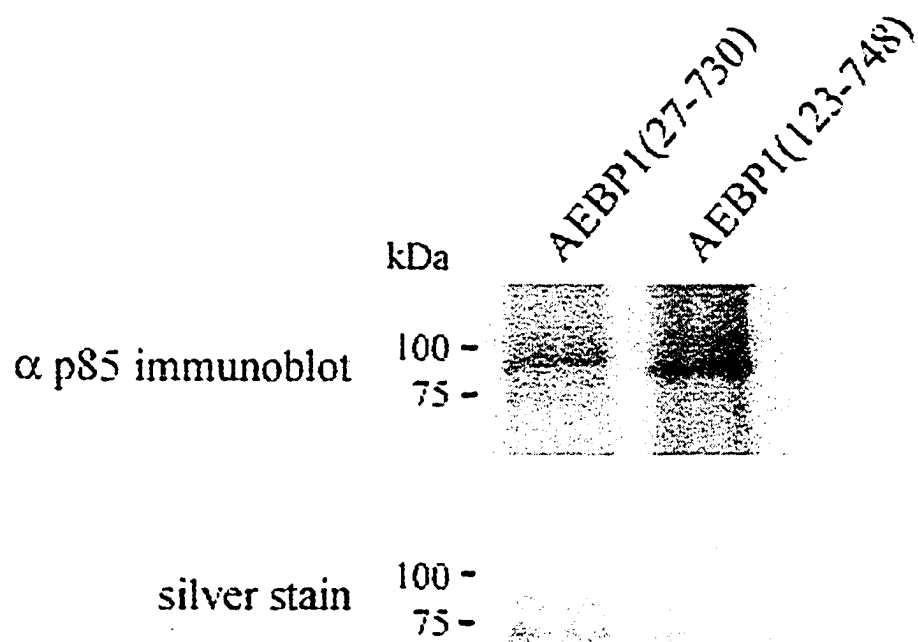 AEBP1(27-730)
AEBP1(123-748)
kDa
α p85 immunoblot
100 -
75 -
silver stain
100 -
75 -